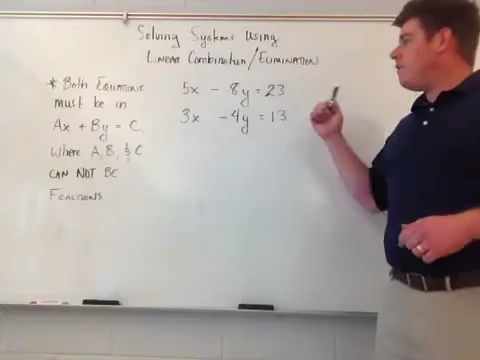 Solving Systems Using
Linear Combination/Elimination
* Both Equations
must be in
Ax + By = C,
Where A, B, & C
CAN NOT BE
Fractions
5x - 8y = 23
3x - 4y = 13